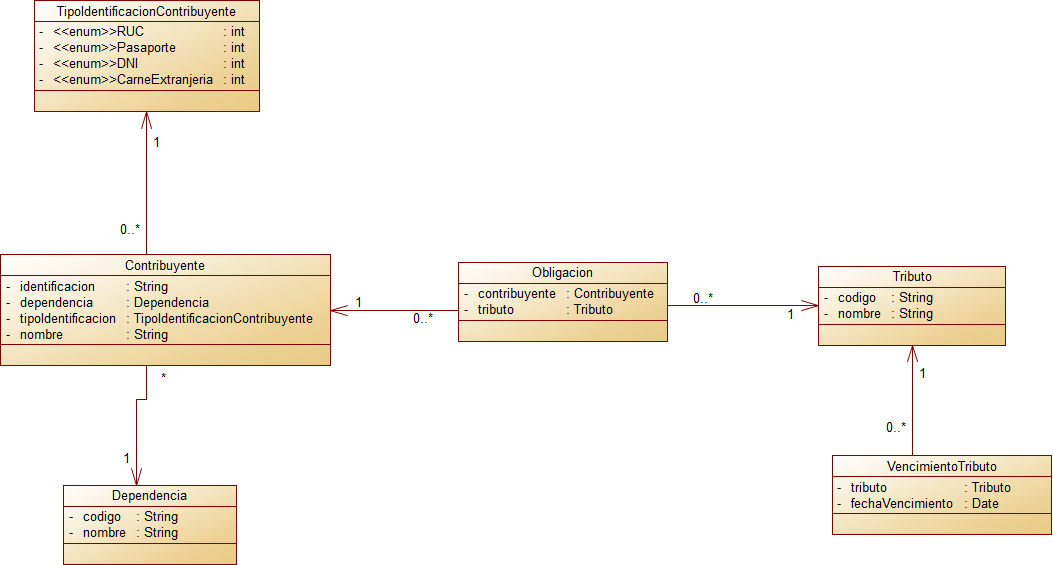 TipoIdentificacionContribuyente
- <<enum>>RUC : int
- <<enum>>Pasaporte : int
- <<enum>>DNI : int
- <<enum>>CarneExtranjeria : int
1
0..*
Contribuyente
- identificacion : String
- dependencia : Dependencia
- tipoIdentificacion : TipoIdentificacionContribuyente
- nombre : String
1
0..*
Obligacion
- contribuyente : Contribuyente
- tributo : Tributo
0..*
1
Tributo
- codigo : String
- nombre : String
1
0..*
VencimientoTributo
- tributo : Tributo
- fechaVencimiento : Date
*
1
Dependencia
- codigo : String
- nombre : String